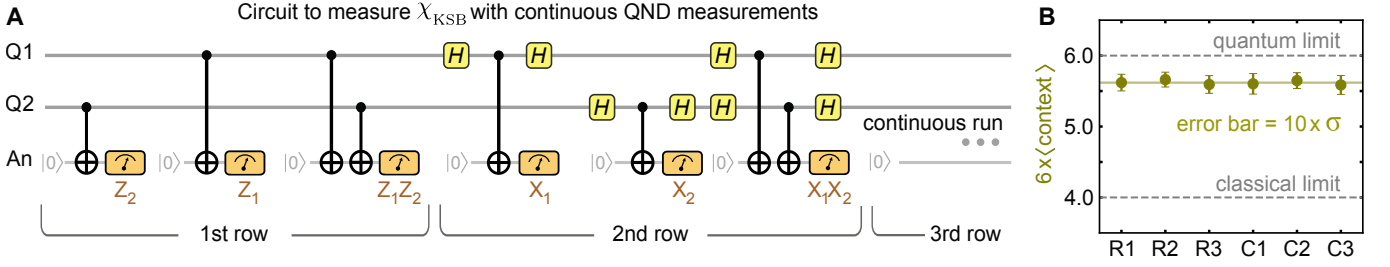 A
Circuit to measure χKSB with continuous QND measurements
Q1
H H H H
Q2
H H H H
continuous run
An
|0⟩ |0⟩ |0⟩ |0⟩ |0⟩ |0⟩ |0⟩
Z2 Z1 Z1Z2 X1 X2 X1X2
1st row 2nd row 3rd row
B
6.0
quantum limit
5.0
error bar = 10 x σ
classical limit
4.0
6 x⟨context⟩
R1 R2 R3 C1 C2 C3